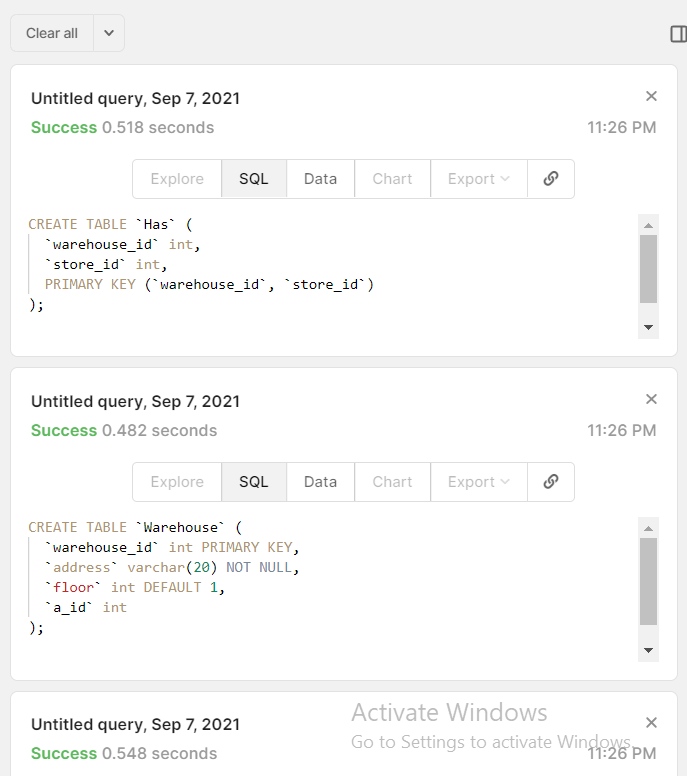 Clear all
Untitled query, Sep 7, 2021
Success 0.518 seconds 11:26 PM
Explore SQL Data Chart Export
CREATE TABLE `Has` (
`warehouse_id` int,
`store_id` int,
PRIMARY KEY (`warehouse_id`, `store_id`)
);
Untitled query, Sep 7, 2021
Success 0.482 seconds 11:26 PM
Explore SQL Data Chart Export
CREATE TABLE `Warehouse` (
`warehouse_id` int PRIMARY KEY,
`address` varchar(20) NOT NULL,
`floor` int DEFAULT 1,
`a_id` int
);
Activate Windows
Untitled query, Sep 7, 2021
Go to Settings to activate Windows.
Success 0.548 seconds 11:26 PM